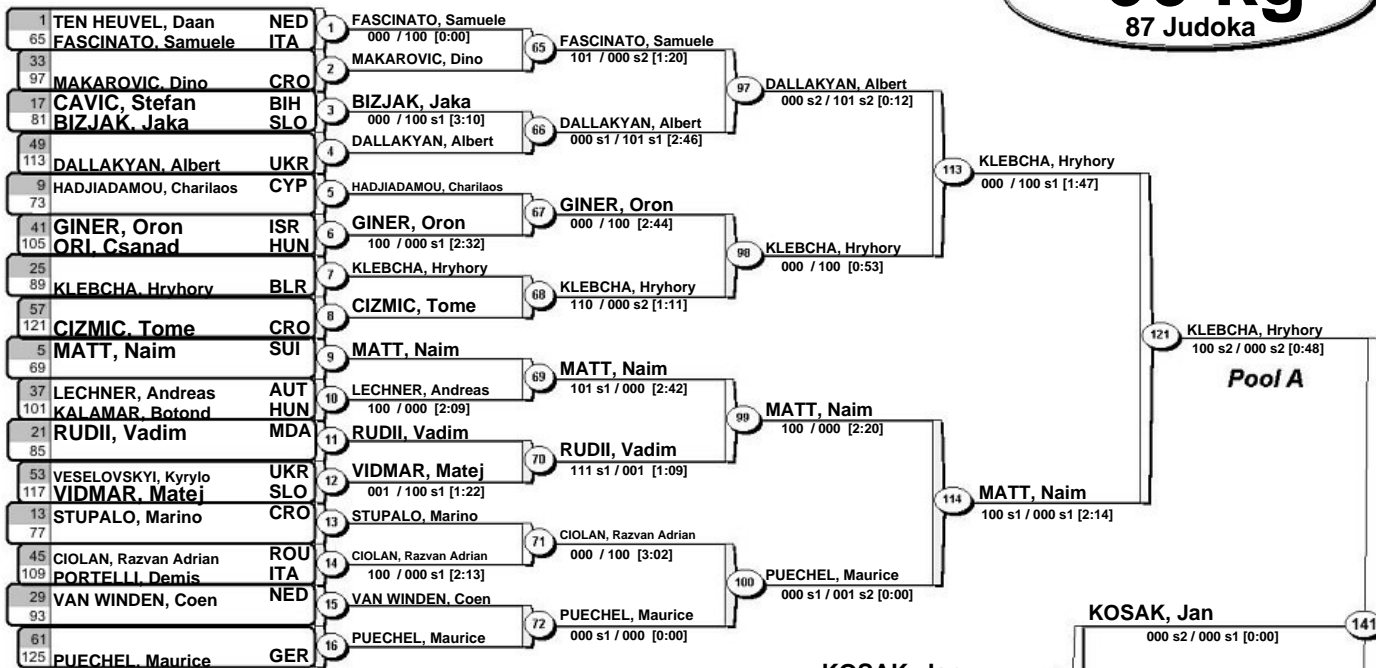 87 Judoka
1 TEN HEUVEL, Daan NED
65 FASCINATO, Samuele ITA
33
97 MAKAROVIC, Dino CRO
17 CAVIC, Stefan BIH
81 BIZJAK, Jaka SLO
49
113 DALLAKYAN, Albert UKR
9 HADJIADAMOU, Charilaos CYP
73
41 GINER, Oron ISR
105 ORI, Csanad HUN
25
89 KLEBCHA, Hryhory BLR
57
121 CIZMIC, Tome CRO
5 MATT, Naim SUI
69
37 LECHNER, Andreas AUT
101 KALAMAR, Botond HUN
21 RUDII, Vadim MDA
85
53 VESELOVSKYI, Kyrylo UKR
117 VIDMAR, Matej SLO
13 STUPALO, Marino CRO
77
45 CIOLAN, Razvan Adrian ROU
109 PORTELLI, Demis ITA
29 VAN WINDEN, Coen NED
93
61
125 PUECHEL, Maurice GER
1 FASCINATO, Samuele
000 / 100 [0:00]
2 MAKAROVIC, Dino
3 BIZJAK, Jaka
000 / 100 s1 [3:10]
4 DALLAKYAN, Albert
5 HADJIADAMOU, Charilaos
6 GINER, Oron
100 / 000 s1 [2:32]
7 KLEBCHA, Hryhory
8 CIZMIC, Tome
9 MATT, Naim
10 LECHNER, Andreas
100 / 000 [2:09]
11 RUDII, Vadim
12 VIDMAR, Matej
001 / 100 s1 [1:22]
13 STUPALO, Marino
14 CIOLAN, Razvan Adrian
100 / 000 s1 [2:13]
15 VAN WINDEN, Coen
16 PUECHEL, Maurice
65 FASCINATO, Samuele
101 / 000 s2 [1:20]
66 DALLAKYAN, Albert
000 s1 / 101 s1 [2:46]
67 GINER, Oron
000 / 100 [2:44]
68 KLEBCHA, Hryhory
110 / 000 s2 [1:11]
69 MATT, Naim
101 s1 / 000 [2:42]
70 RUDII, Vadim
111 s1 / 001 [1:09]
71 CIOLAN, Razvan Adrian
000 / 100 [3:02]
72 PUECHEL, Maurice
000 s1 / 000 [0:00]
97 DALLAKYAN, Albert
000 s2 / 101 s2 [0:12]
98 KLEBCHA, Hryhory
000 / 100 [0:53]
99 MATT, Naim
100 / 000 [2:20]
100 PUECHEL, Maurice
000 s1 / 001 s2 [0:00]
113 KLEBCHA, Hryhory
000 / 100 s1 [1:47]
114 MATT, Naim
100 s1 / 000 s1 [2:14]
121 KLEBCHA, Hryhory
100 s2 / 000 s2 [0:48]
Pool A
KOSAK, Jan
000 s2 / 000 s1 [0:00]
141